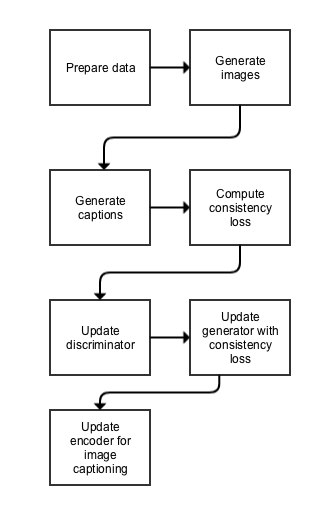 Prepare data
Generate
images
Generate
captions
Compute
consistency
loss
Update
discriminator
Update
generator with
consistency
loss
Update
encoder for
image
captioning